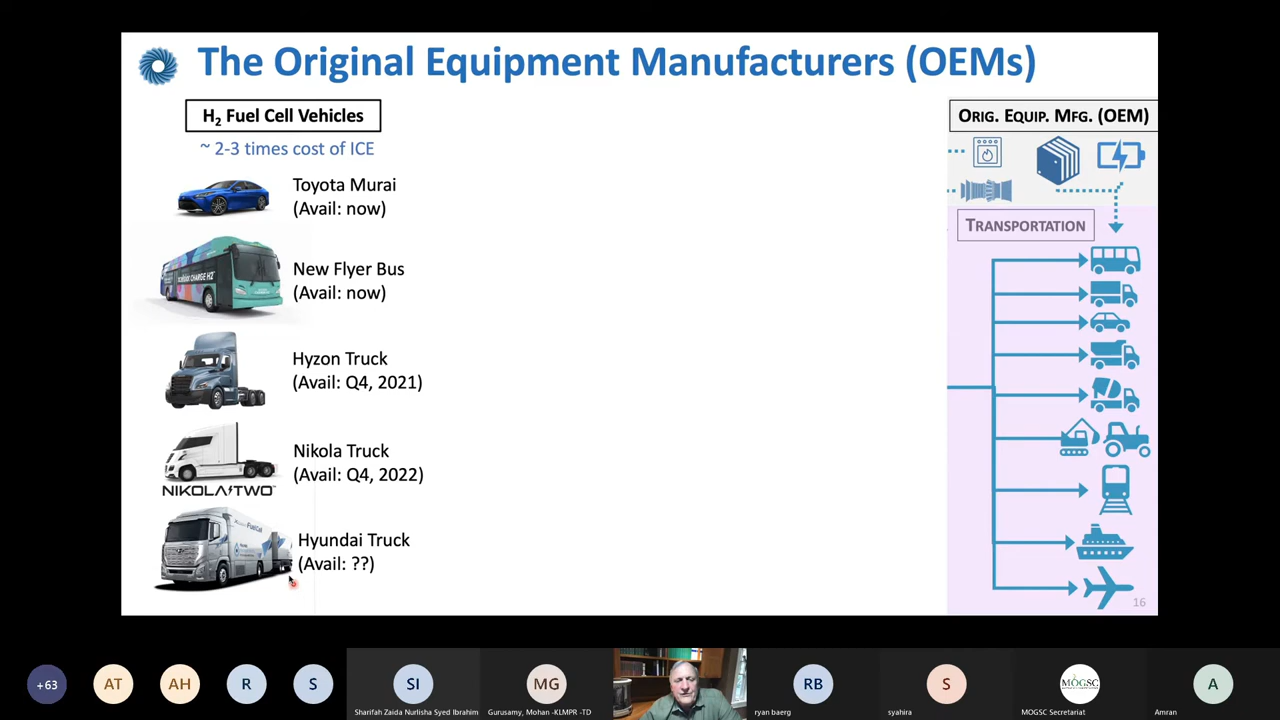 The Original Equipment Manufacturers (OEMs)
H2 Fuel Cell Vehicles
~ 2-3 times cost of ICE
Toyota Murai
(Avail: now)
New Flyer Bus
(Avail: now)
Hyzon Truck
(Avail: Q4, 2021)
Nikola Truck
(Avail: Q4, 2022)
NIKOLA TWO
Hyundai Truck
(Avail: ??)
ORIG. EQUIP. MFG. (OEM)
TRANSPORTATION
16
+63
AT
AH
R
S
SI
Sharifah Zaida Nurlisha Syed Ibrahim
MG
Gurusamy, Mohan -KLMPR -TD
RB
ryan baerg
S
syahira
MOGSC
MOGSC Secretariat
A
Amran